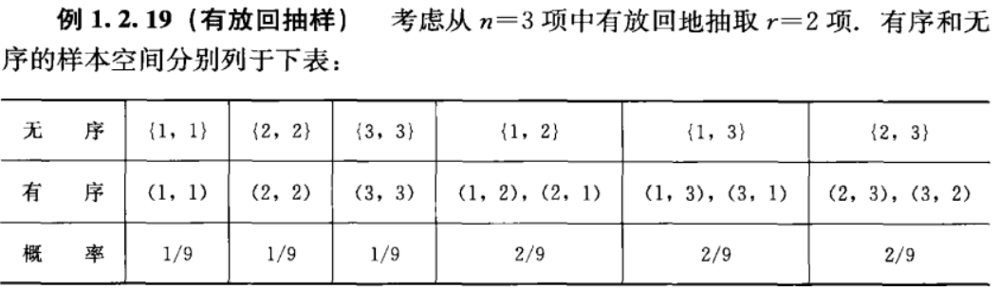 例 1.2.19（有放回抽样） 考虑从 n=3 项中有放回地抽取 r=2 项. 有序和无
序的样本空间分别列于下表：
无 序 {1, 1} {2, 2} {3, 3} {1, 2} {1, 3} {2, 3}
有 序 (1, 1) (2, 2) (3, 3) (1, 2), (2, 1) (1, 3), (3, 1) (2, 3), (3, 2)
概 率 1/9 1/9 1/9 2/9 2/9 2/9